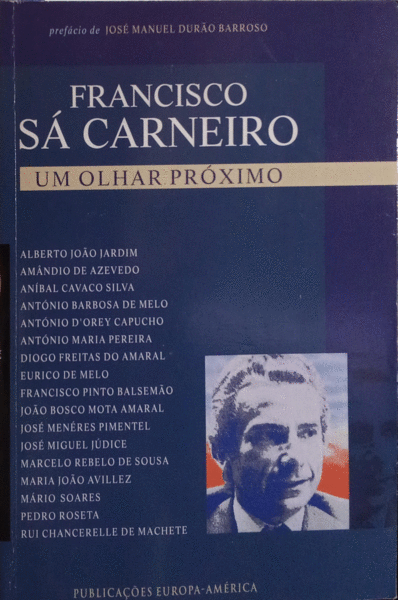 prefácio de JOSÉ MANUEL DURÃO BARROSO
FRANCISCO
SÁ CARNEIRO
UM OLHAR PRÓXIMO
ALBERTO JOÃO JARDIM
AMÂNDIO DE AZEVEDO
ANÍBAL CAVACO SILVA
ANTÓNIO BARBOSA DE MELO
ANTÓNIO D'OREY CAPUCHO
ANTÓNIO MARIA PEREIRA
DIOGO FREITAS DO AMARAL
EURICO DE MELO
FRANCISCO PINTO BALSEMÃO
JOÃO BOSCO MOTA AMARAL
JOSÉ MENÉRES PIMENTEL
JOSÉ MIGUEL JÚDICE
MARCELO REBELO DE SOUSA
MARIA JOÃO AVILLEZ
MÁRIO SOARES
PEDRO ROSETA
RUI CHANCERELLE DE MACHETE
PUBLICAÇÕES EUROPA-AMÉRICA